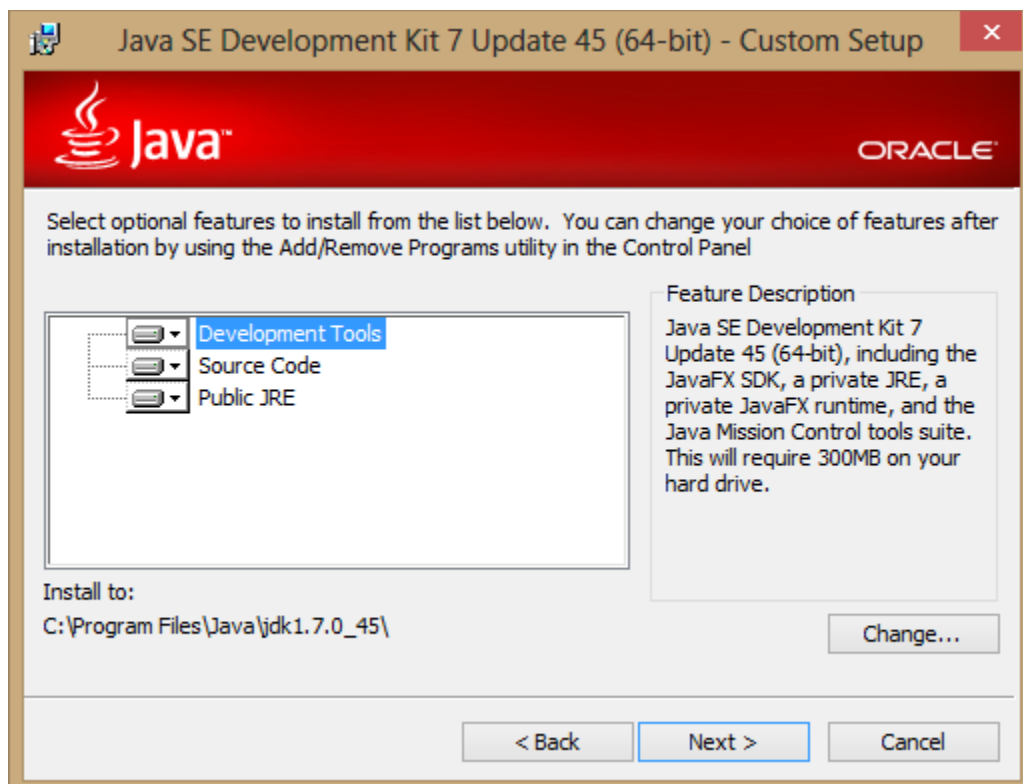 Java SE Development Kit 7 Update 45 (64-bit) - Custom Setup
Java™
ORACLE
Select optional features to install from the list below.  You can change your choice of features after
installation by using the Add/Remove Programs utility in the Control Panel
Development Tools
Source Code
Public JRE
Feature Description
Java SE Development Kit 7
Update 45 (64-bit), including the
JavaFX SDK, a private JRE, a
private JavaFX runtime, and the
Java Mission Control tools suite.
This will require 300MB on your
hard drive.
Install to:
C:\Program Files\Java\jdk1.7.0_45\
Change...
< Back
Next >
Cancel